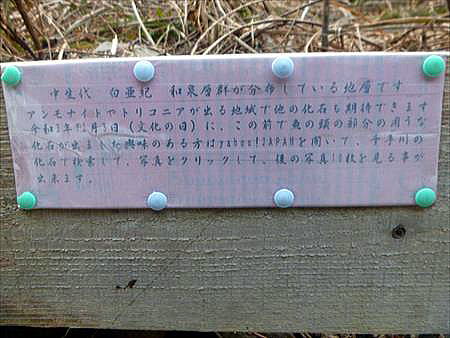 中生代 白亜紀 和泉層群が分布している地層です
アンモナイトやトリコニアが出る地域で他の化石も期待できます
令和3年11月3日(文化の日)に、この前で魚の頭の部分の用うな
化石が出ました興味のある方はyahoo!JAPANを開いて、千手川の
化石で検索して、写真をクリックして、後の写真10枚を見る事が
出来ます。